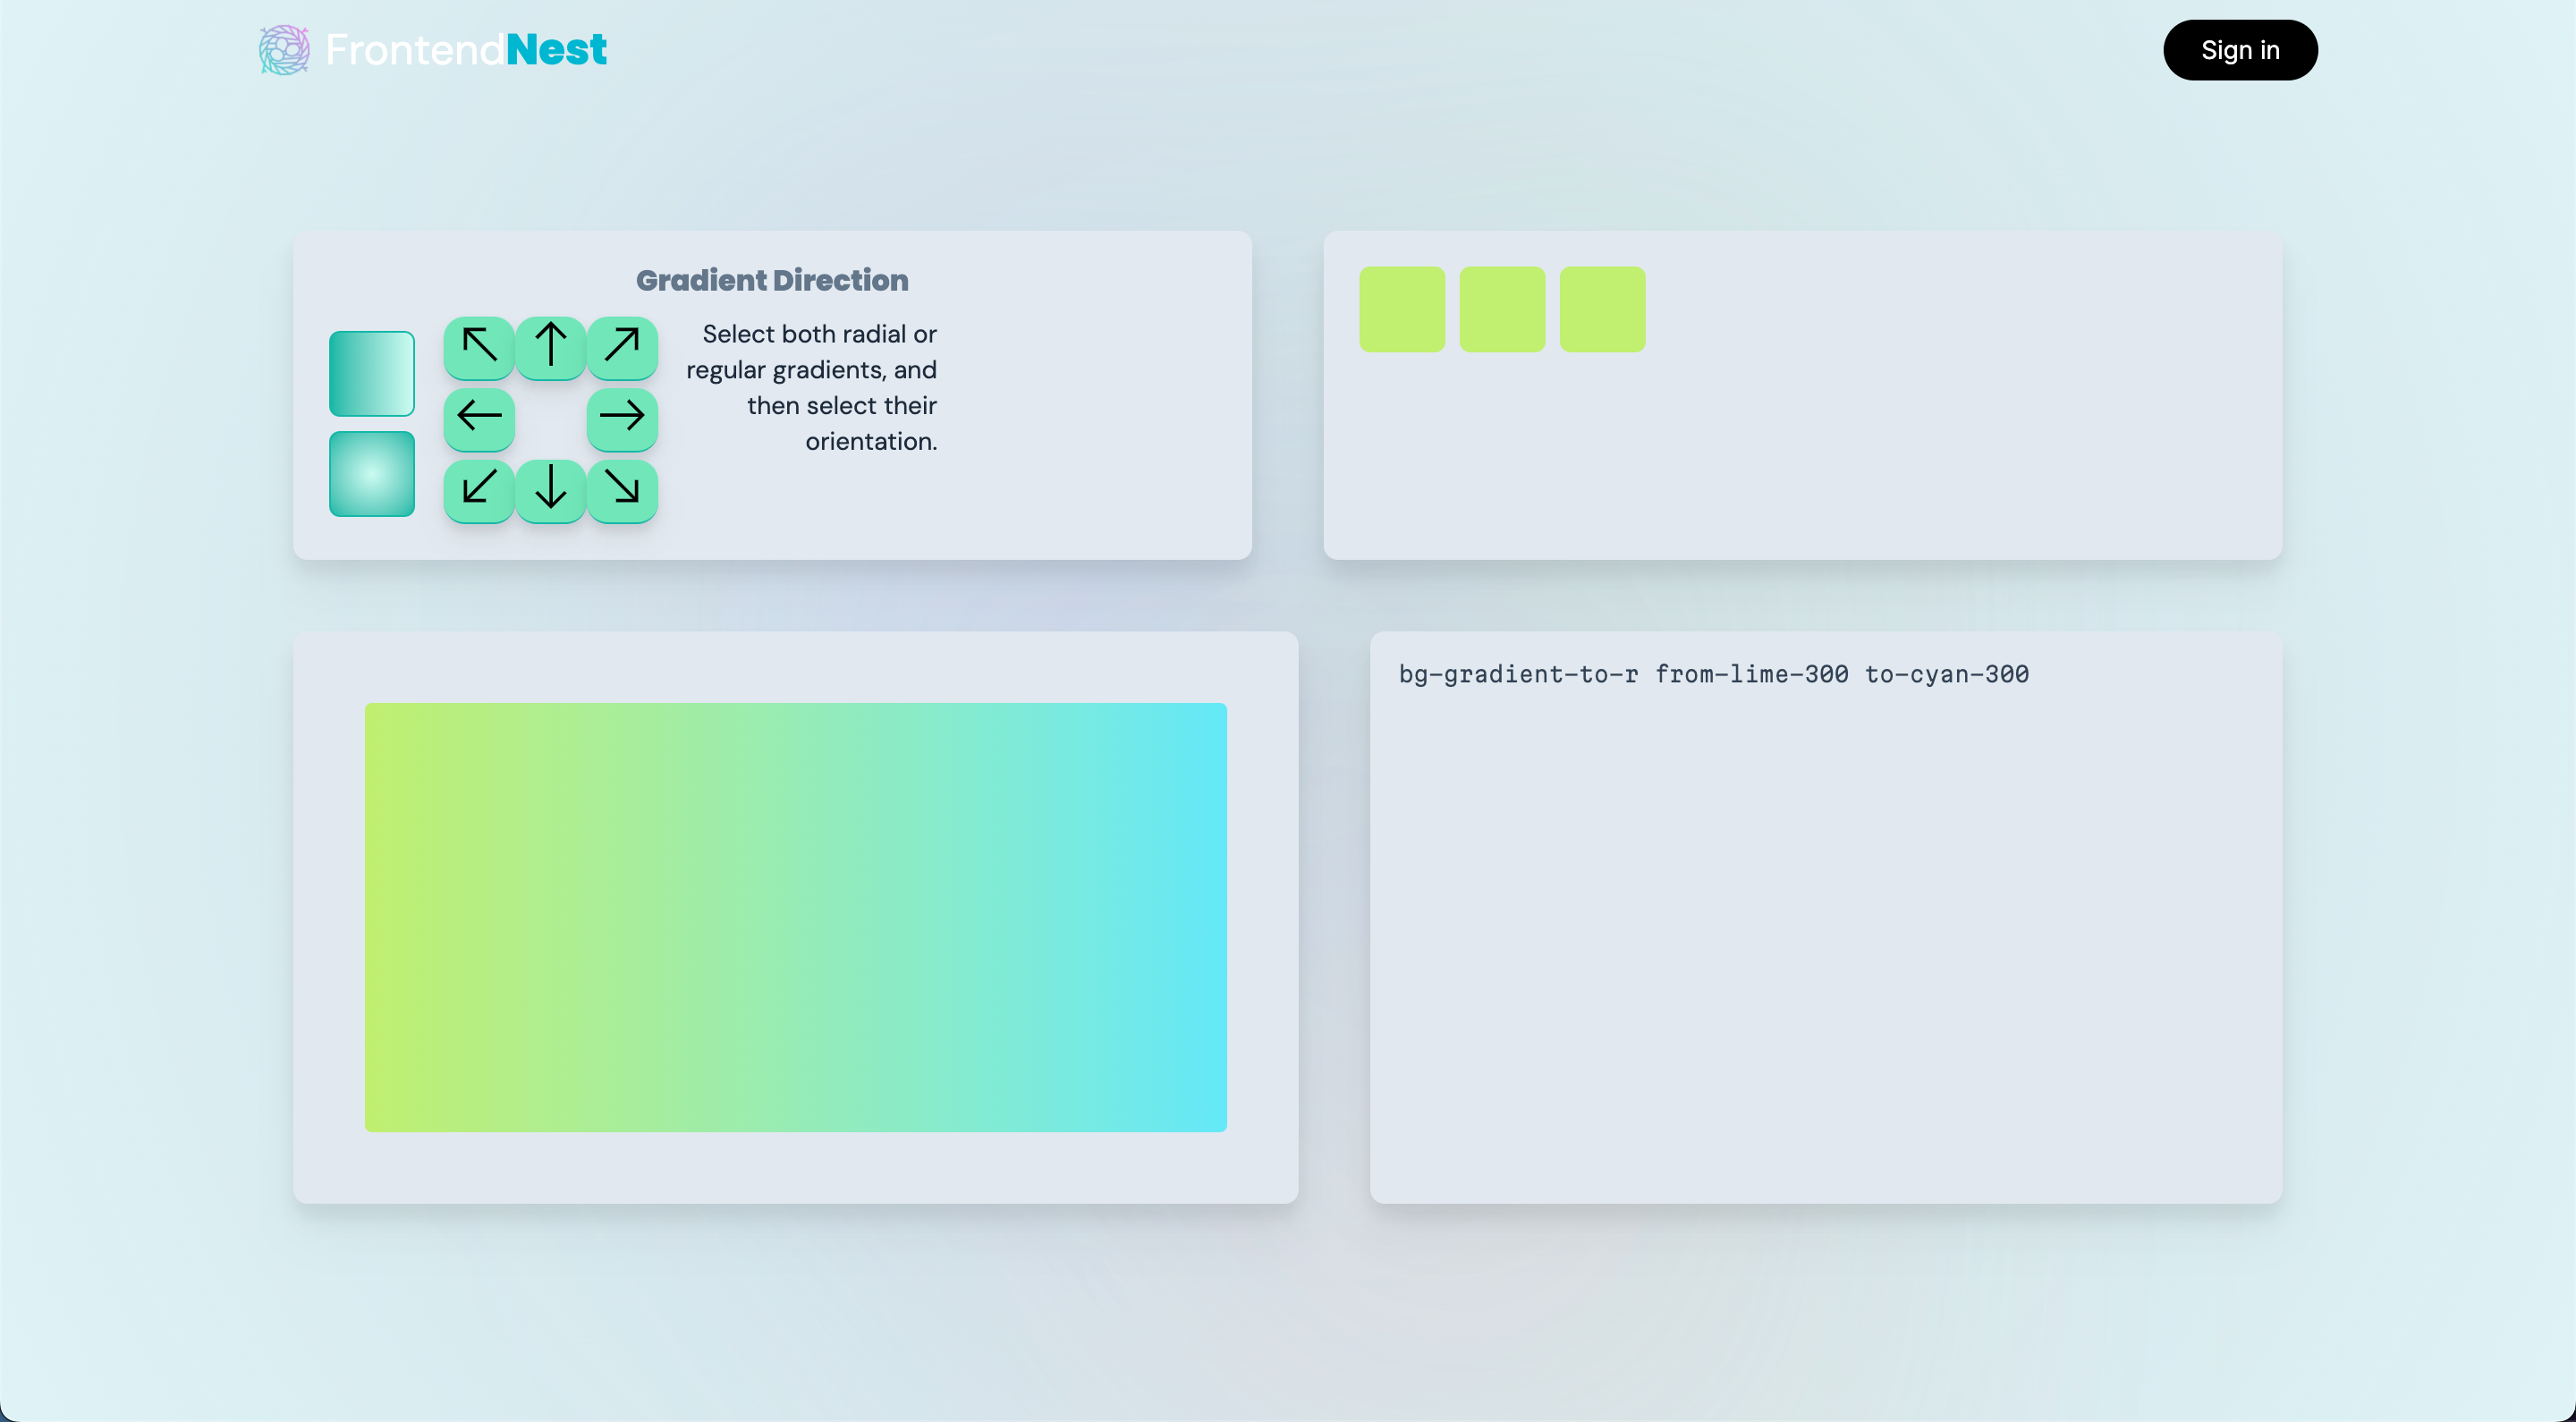 FrontendNest
Sign in
Gradient Direction
Select both radial or
regular gradients, and
then select their
orientation.
bg-gradient-to-r from-lime-300 to-cyan-300